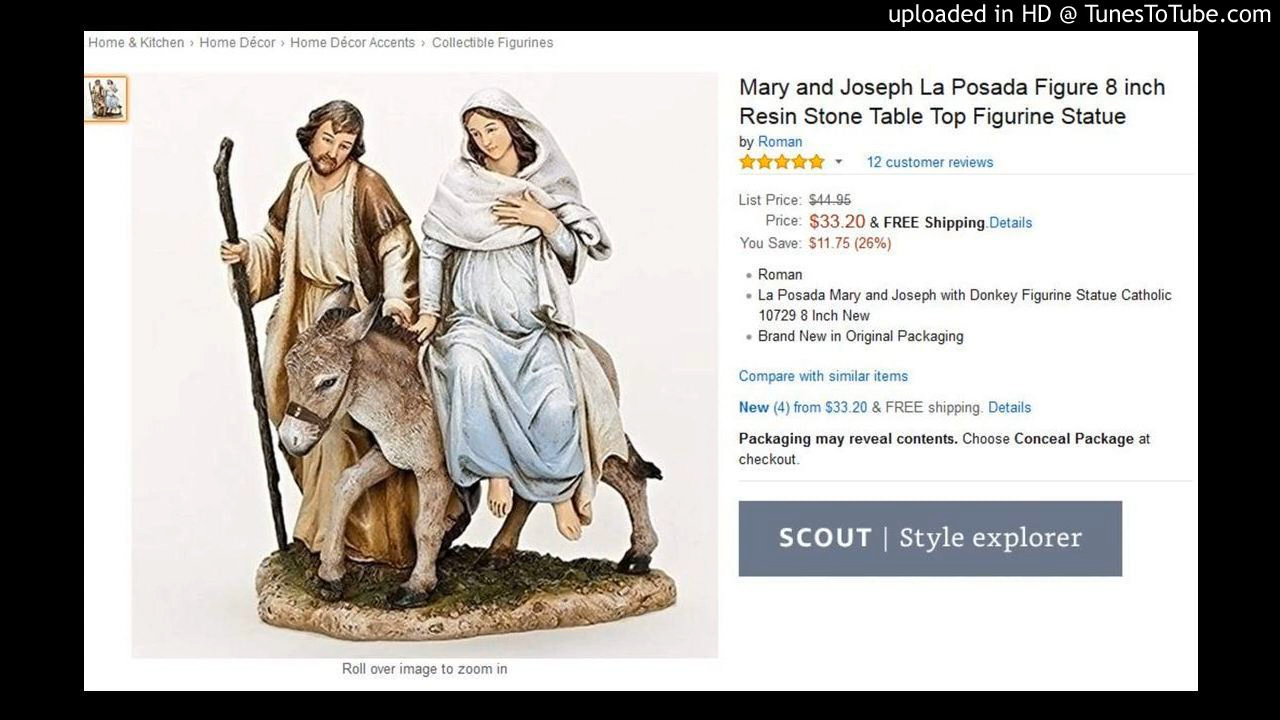 uploaded in HD @ TunesToTube.com
Home & Kitchen › Home Décor › Home Décor Accents › Collectible Figurines
Mary and Joseph La Posada Figure 8 inch
Resin Stone Table Top Figurine Statue
by Roman
12 customer reviews
List Price: $44.95
Price: $33.20 & FREE Shipping.Details
You Save: $11.75 (26%)
Roman
La Posada Mary and Joseph with Donkey Figurine Statue Catholic
10729 8 Inch New
Brand New in Original Packaging
Compare with similar items
New (4) from $33.20 & FREE shipping. Details
Packaging may reveal contents. Choose Conceal Package at
checkout.
SCOUT | Style explorer
Roll over image to zoom in